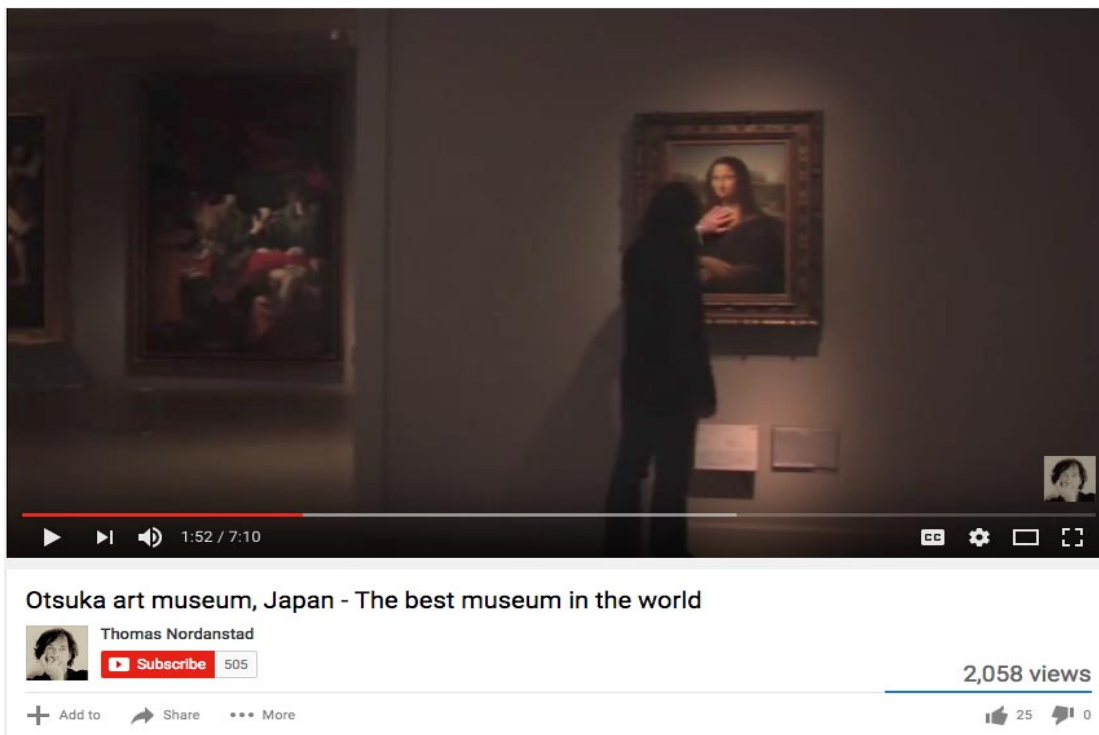 1:52 / 7:10
CC
Otsuka art museum, Japan - The best museum in the world
Thomas Nordanstad
Subscribe 505
2,058 views
Add to Share More
25 0